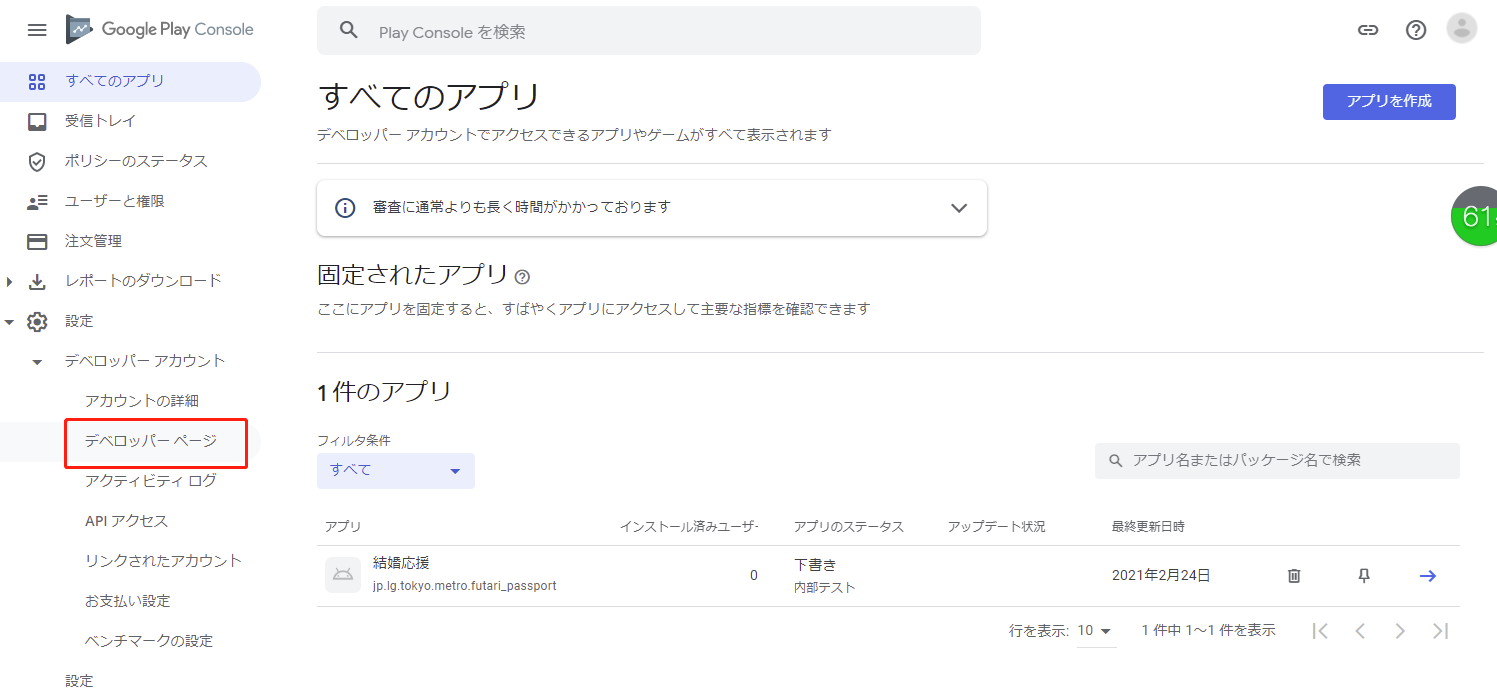 Google Play Console
Play Console を検索
すべてのアプリ
受信トレイ
ポリシーのステータス
ユーザーと権限
注文管理
レポートのダウンロード
設定
デベロッパー アカウント
アカウントの詳細
デベロッパー ページ
アクティビティ ログ
API アクセス
リンクされたアカウント
お支払い設定
ベンチマークの設定
設定
すべてのアプリ
アプリを作成
デベロッパー アカウントでアクセスできるアプリやゲームがすべて表示されます
審査に通常よりも長く時間がかかっております
61
固定されたアプリ
ここにアプリを固定すると、すばやくアプリにアクセスして主要な指標を確認できます
1 件のアプリ
フィルタ条件
すべて
アプリ名またはパッケージ名で検索
アプリ インストール済みユーザー アプリのステータス アップデート状況 最終更新日時
結婚応援 0 下書き 2021年2月24日
jp.lg.tokyo.metro.futari_passport 内部テスト
行を表示: 10 1 件中 1～1 件を表示